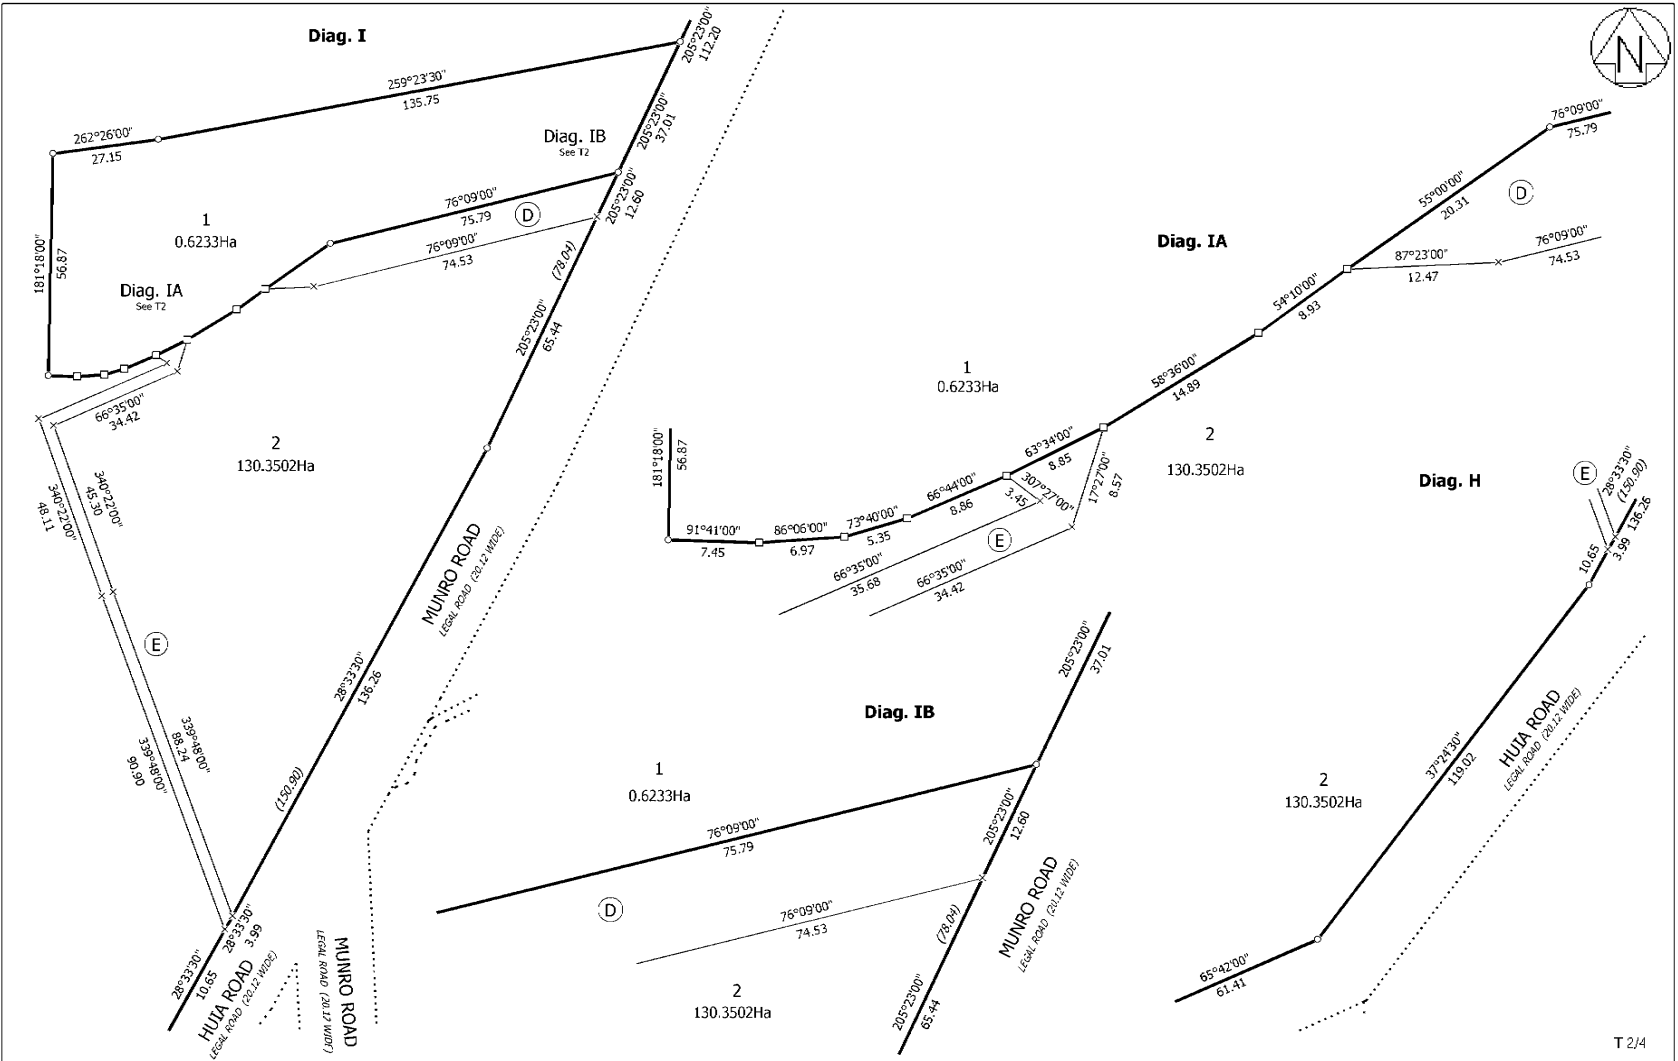 Diag. I
259°23'30"
135.75
262°26'00"
27.15
205°23'00"
112.20
205°23'00"
37.01
Diag. IB
See T2
205°23'00"
12.60
76°09'00"
75.79
D
76°09'00"
74.53
(78.04)
1
0.6233Ha
181°18'00"
56.87
Diag. IA
See T2
205°23'00"
65.44
66°35'00"
34.42
2
130.3502Ha
340°22'00"
45.30
340°22'00"
48.11
MUNRO ROAD
LEGAL ROAD (20.12 WIDE)
E
28°33'30"
136.26
339°48'00"
88.24
339°48'00"
90.90
(150.90)
28°33'30"
3.99
28°33'30"
10.65
HUIA ROAD
LEGAL ROAD (20.12 WIDE)
MUNRO ROAD
LEGAL ROAD (20.12 WIDE)
N
Diag. IA
76°09'00"
75.79
55°00'00"
20.31
D
76°09'00"
74.53
87°23'00"
12.47
54°10'00"
8.93
1
0.6233Ha
58°36'00"
14.89
2
130.3502Ha
181°18'00"
56.87
63°34'00"
8.85
307°27'00"
3.45
17°27'00"
8.57
66°44'00"
8.86
73°40'00"
5.35
86°06'00"
6.97
91°41'00"
7.45
E
66°35'00"
35.68
66°35'00"
34.42
Diag. H
E
28°33'30"
(150.90)
136.26
10.65
3.99
37°24'30"
119.02
HUIA ROAD
LEGAL ROAD (20.12 WIDE)
2
130.3502Ha
65°42'00"
61.41
Diag. IB
205°23'00"
37.01
1
0.6233Ha
76°09'00"
75.79
205°23'00"
12.60
D
76°09'00"
74.53
(78.04)
MUNRO ROAD
LEGAL ROAD (20.12 WIDE)
205°23'00"
65.44
2
130.3502Ha
T 2/4